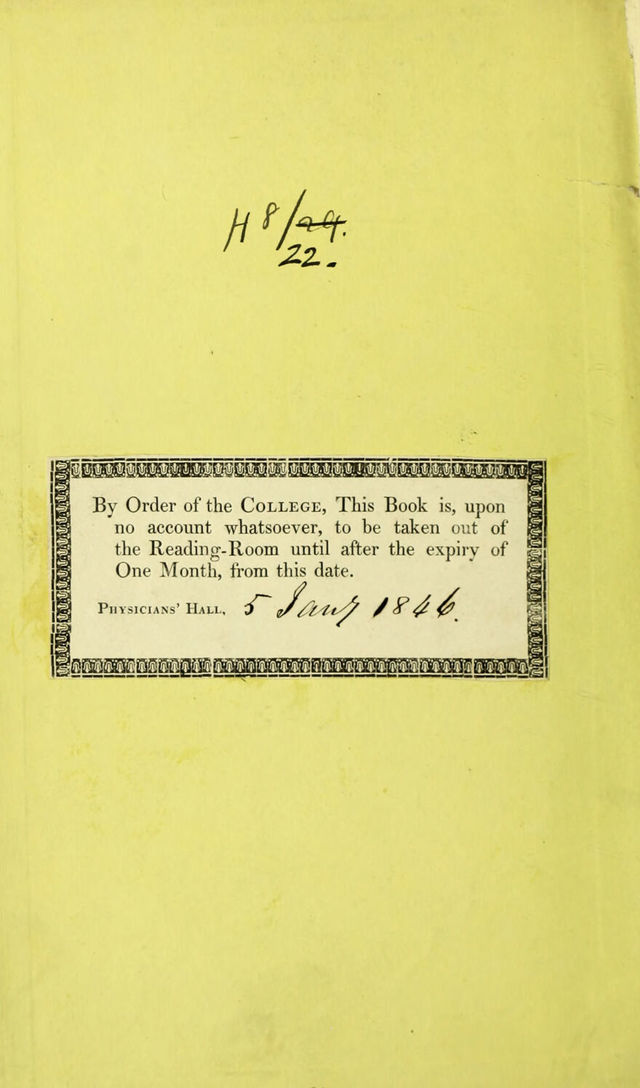 H 8/29.
22.
By Order of the COLLEGE, This Book is, upon
no account whatsoever, to be taken out of
the Reading-Room until after the expiry of
One Month, from this date.
PHYSICIANS' HALL, 5 Jany 1846.